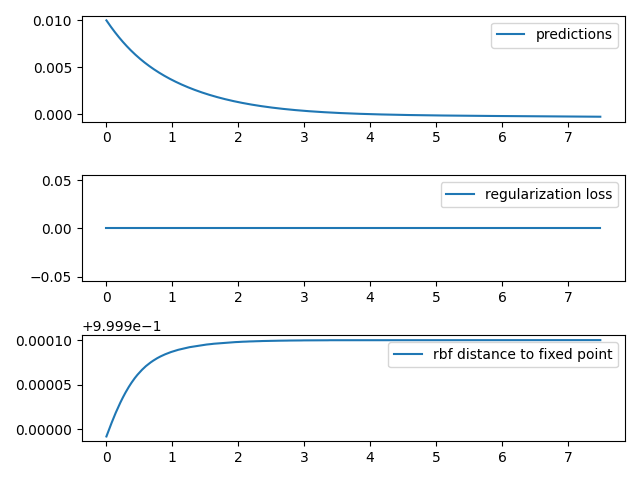 0.010
0.005
0.000
predictions
0 1 2 3 4 5 6 7
0.05
0.00
−0.05
regularization loss
0 1 2 3 4 5 6 7
+9.999e−1
0.00010
0.00005
0.00000
rbf distance to fixed point
0 1 2 3 4 5 6 7